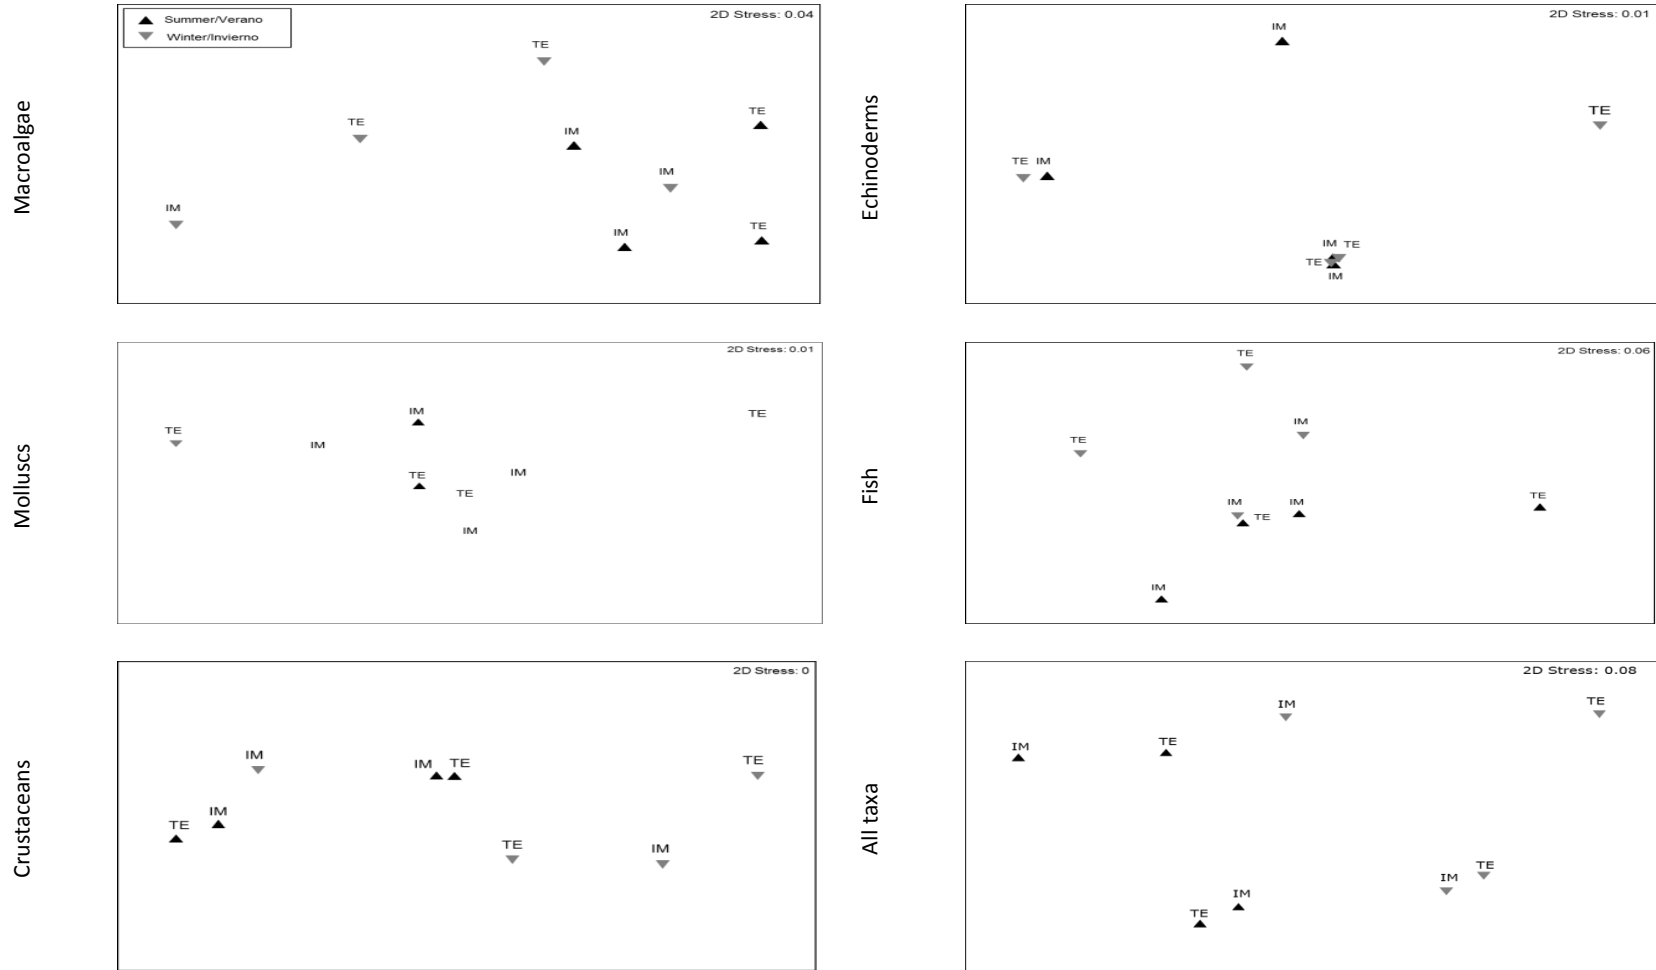 Macroalgae
Summer/Verano
Winter/Invierno
2D Stress: 0.04
TE
TE
TE
IM
IM
IM
IM
TE
Echinoderms
2D Stress: 0.01
IM
TE
TE IM
IM TE
TE
IM
Molluscs
2D Stress: 0.01
IM
TE
TE
IM
TE
IM
TE
IM
Fish
2D Stress: 0.06
TE
IM
TE
IM
IM
TE
TE
IM
Crustaceans
2D Stress: 0
IM
IM TE
TE
IM
TE
TE
IM
All taxa
2D Stress: 0.08
IM
TE
IM
TE
TE
IM
IM
TE